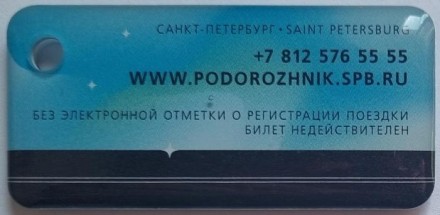 САНКТ-ПЕТЕРБУРГ • SAINT PETERSBURG
+7 812 576 55 55
WWW.PODOROZHNIK.SPB.RU
БЕЗ ЭЛЕКТРОННОЙ ОТМЕТКИ О РЕГИСТРАЦИИ ПОЕЗДКИ
БИЛЕТ НЕДЕЙСТВИТЕЛЕН